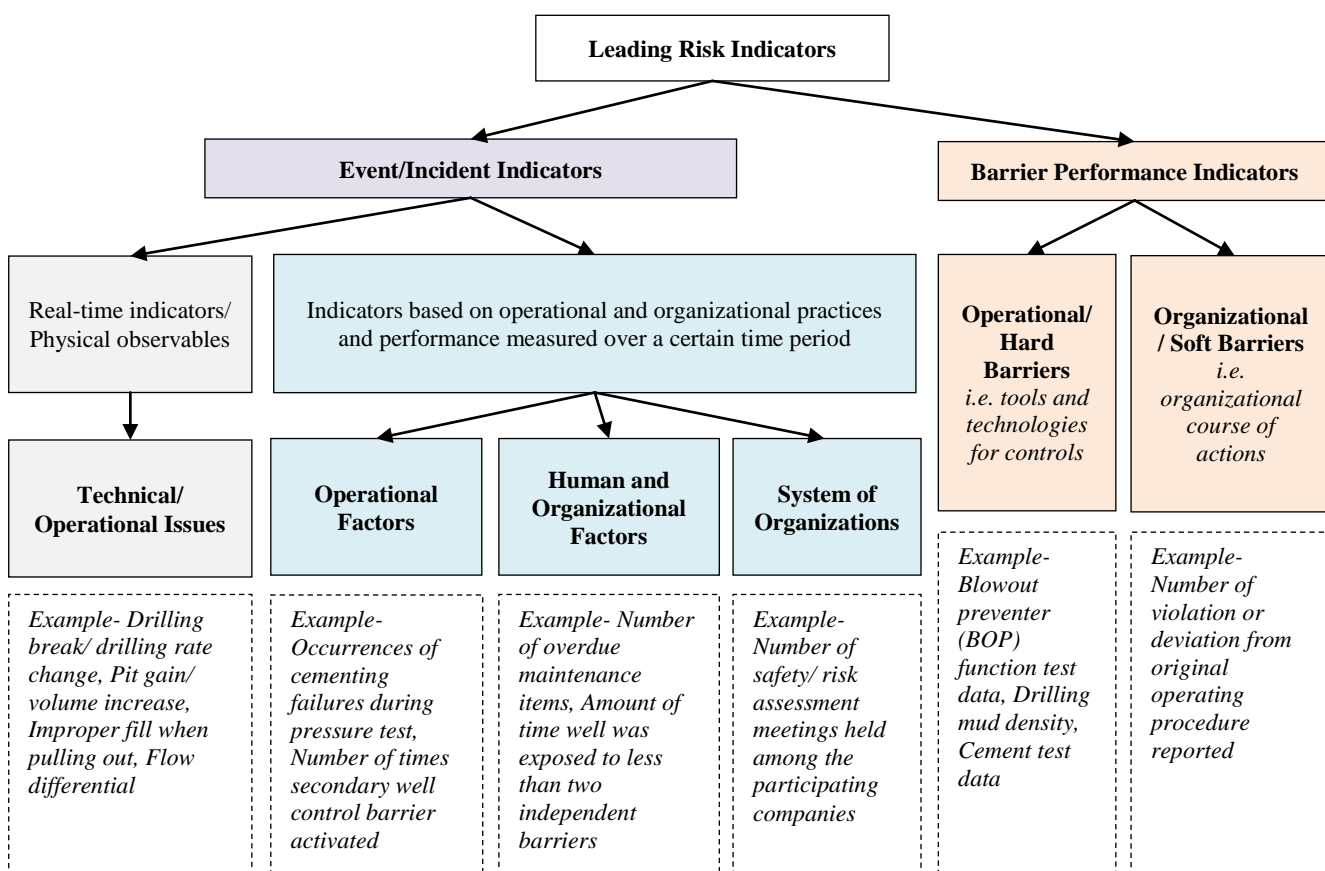 Leading Risk Indicators
Event/Incident Indicators
Barrier Performance Indicators
Real-time indicators/
Physical observables
Indicators based on operational and organizational practices
and performance measured over a certain time period
Operational/
Hard
Barriers
i.e. tools and
technologies
for controls
Organizational
/ Soft Barriers
i.e.
organizational
course of
actions
Technical/
Operational Issues
Operational
Factors
Human and
Organizational
Factors
System of
Organizations
Example- Drilling
break/ drilling rate
change, Pit gain/
volume increase,
Improper fill when
pulling out, Flow
differential
Example-
Occurrences of
cementing
failures during
pressure test,
Number of times
secondary well
control barrier
activated
Example- Number
of overdue
maintenance
items, Amount of
time well was
exposed to less
than two
independent
barriers
Example-
Number of
safety/ risk
assessment
meetings held
among the
participating
companies
Example-
Blowout
preventer
(BOP)
function test
data, Drilling
mud density,
Cement test
data
Example-
Number of
violation or
deviation from
original
operating
procedure
reported